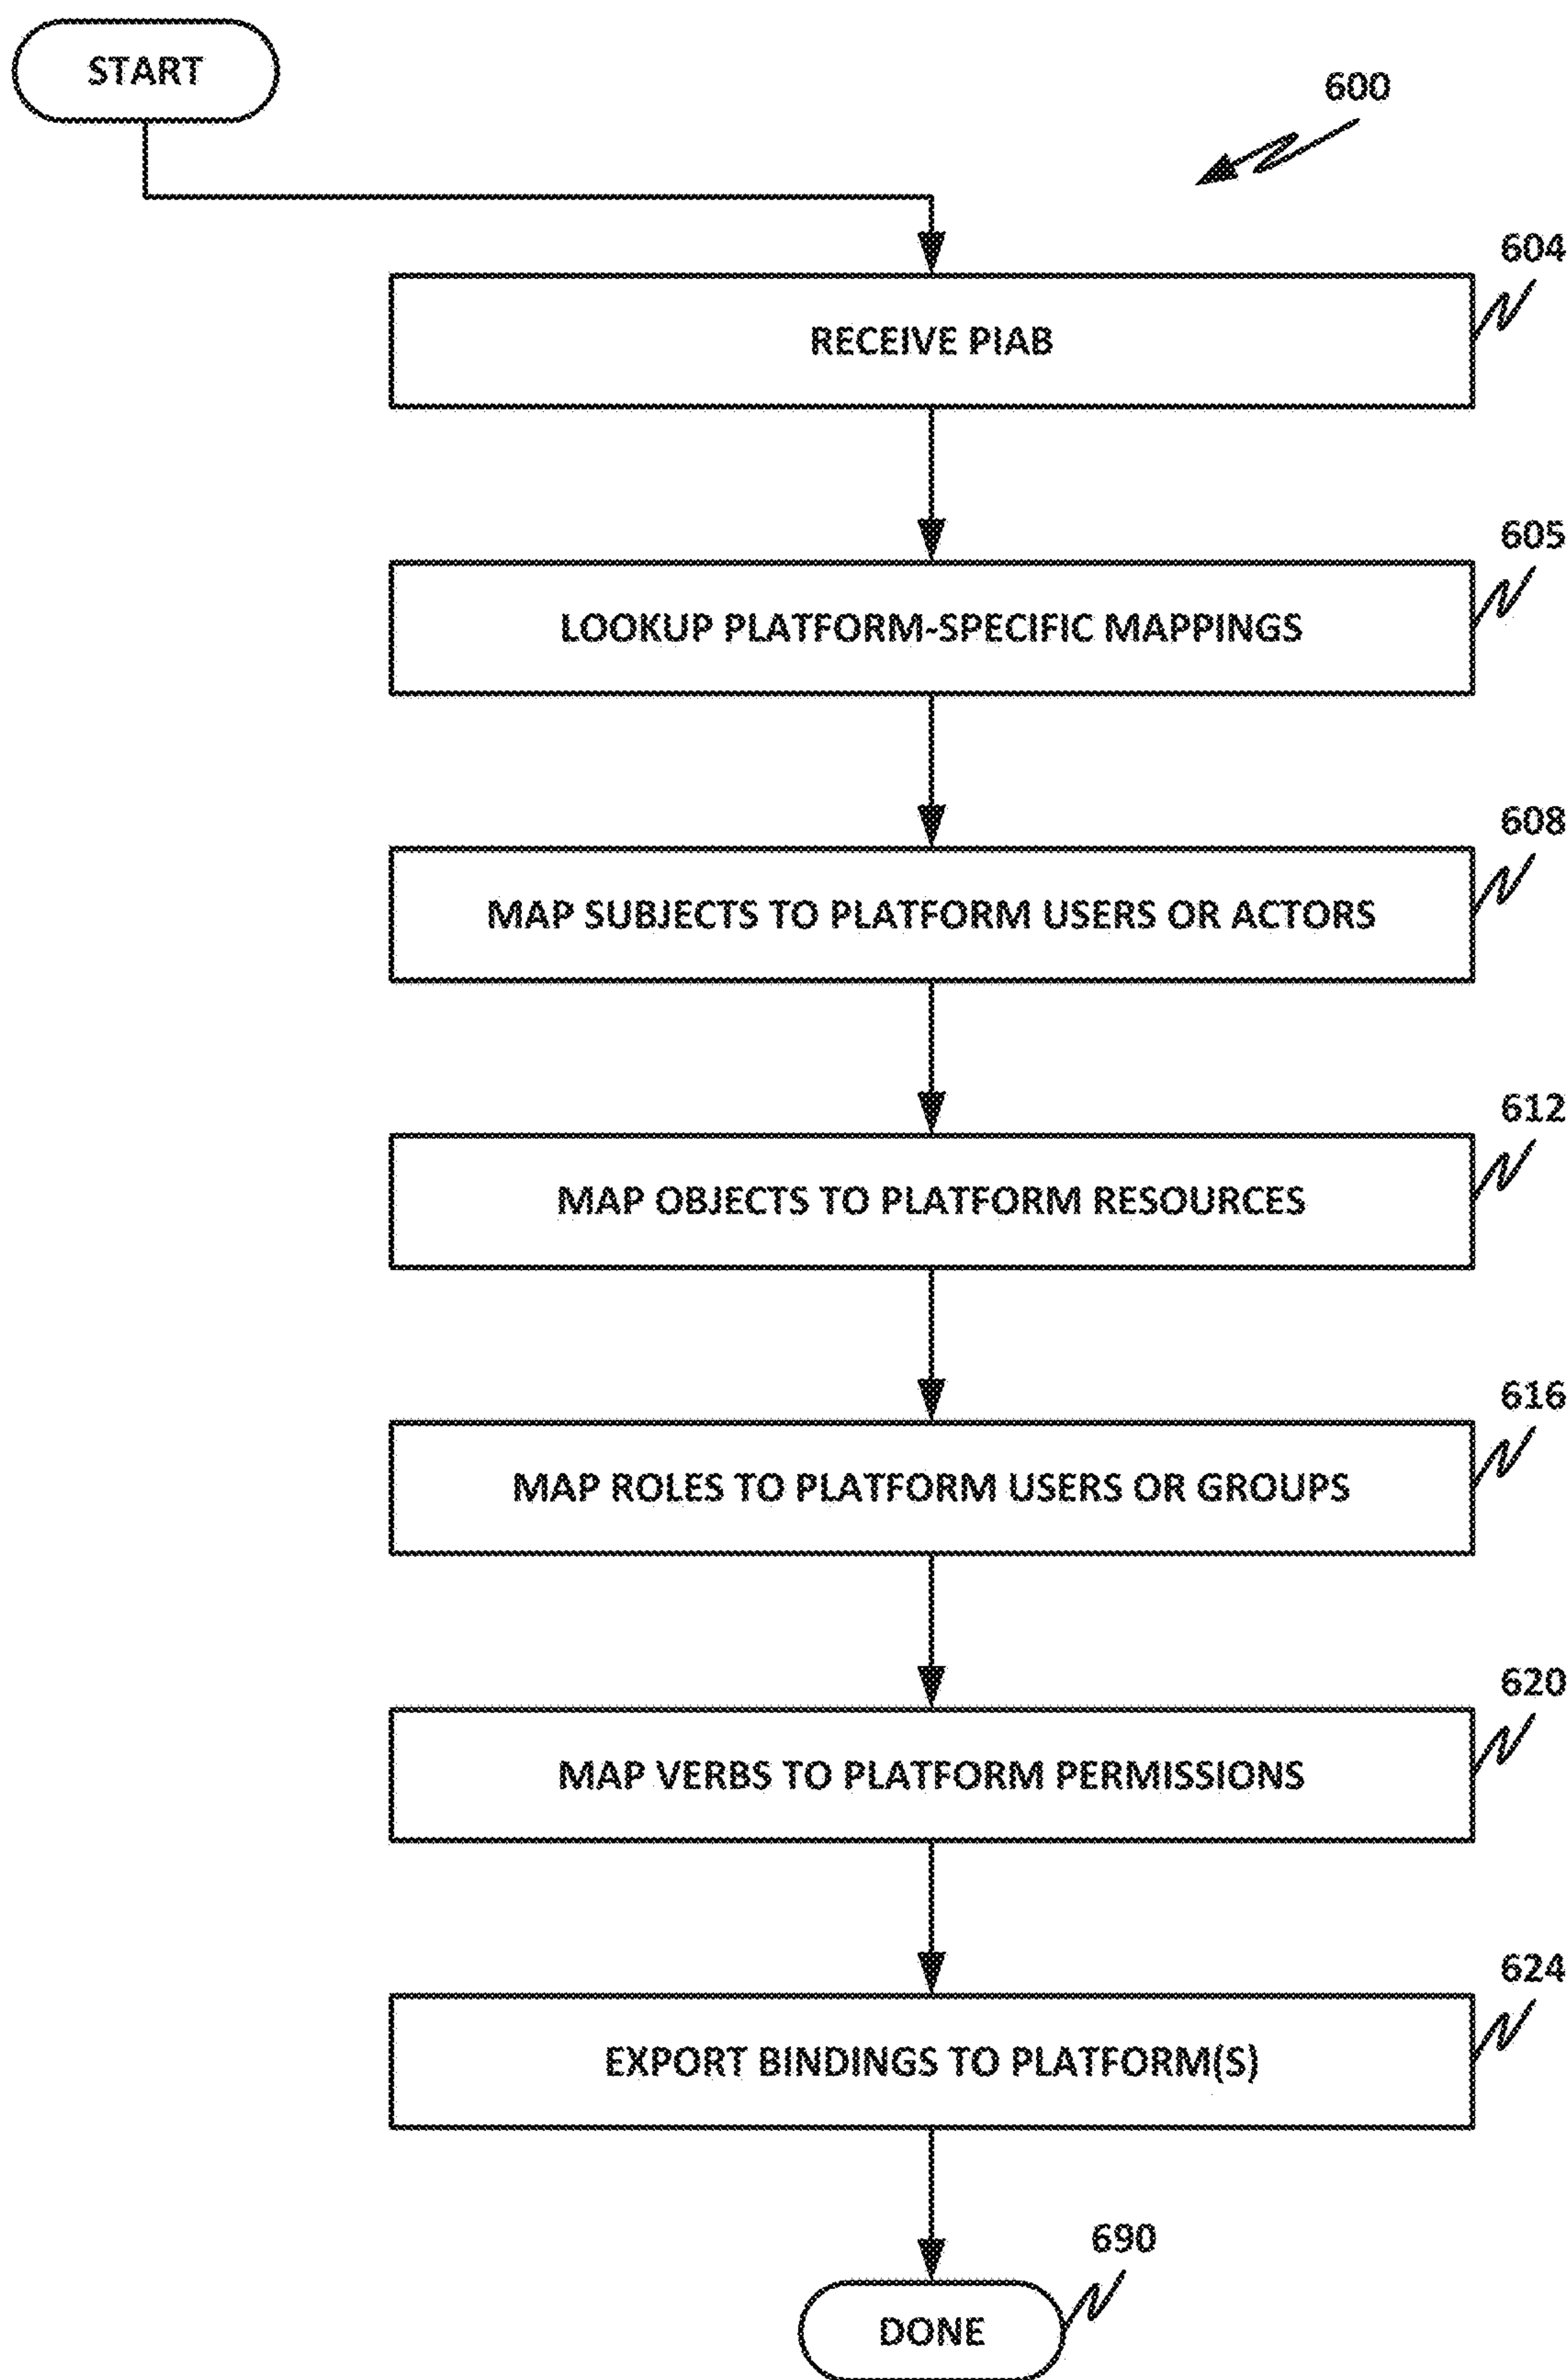 START
600
604
RECEIVE PIAB
605
LOOKUP PLATFORM-SPECIFIC MAPPINGS
608
MAP SUBJECTS TO PLATFORM USERS OR ACTORS
612
MAP OBJECTS TO PLATFORM RESOURCES
616
MAP ROLES TO PLATFORM USERS OR GROUPS
620
MAP VERBS TO PLATFORM PERMISSIONS
624
EXPORT BINDINGS TO PLATFORM(S)
690
DONE